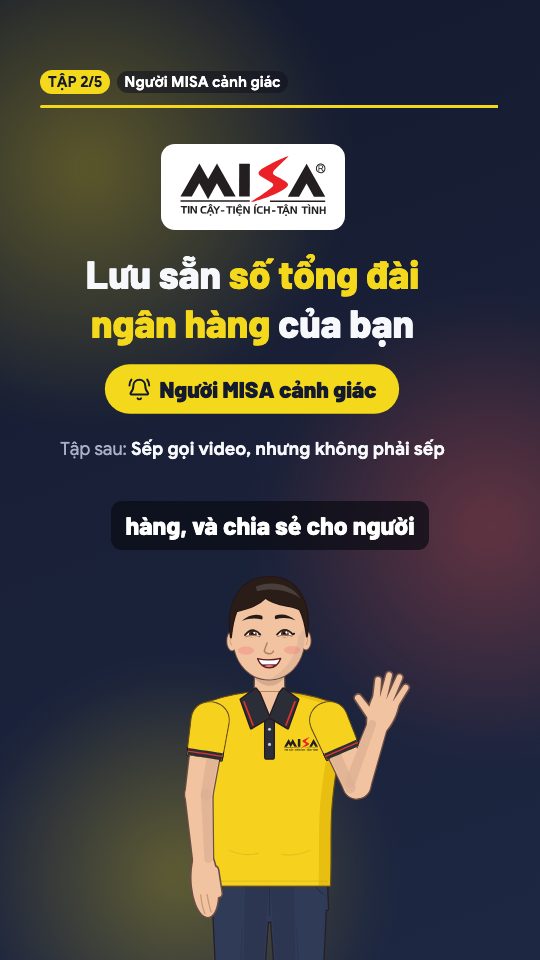 TẬP 2/5
Người MISA cảnh giác
MISA®
TIN CẬY-TIỆN ÍCH-TẬN TÌNH
Lưu sẵn số tổng đài
ngân hàng của bạn
Người MISA cảnh giác
Tập sau: Sếp gọi video, nhưng không phải sếp
hàng, và chia sẻ cho người
MISA